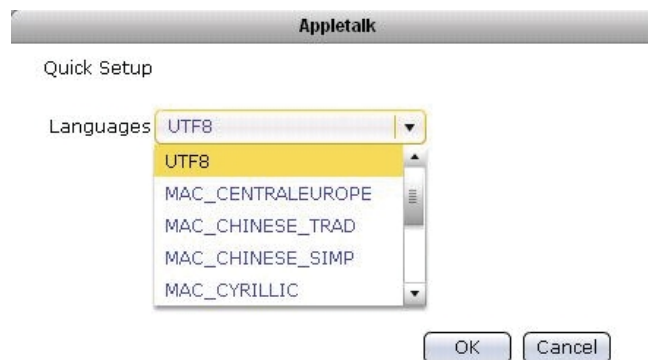 Appletalk
Quick Setup
Languages UTF8
UTF8
MAC_CENTRALEUROPE
MAC_CHINESE_TRAD
MAC_CHINESE_SIMP
MAC_CYRILLIC
OK Cancel